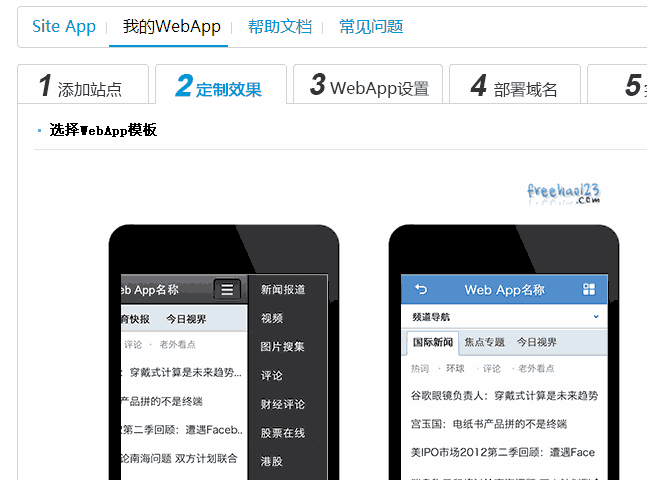 Site App 我的WebApp 帮助文档 常见问题
1 添加站点 2 定制效果 3 WebApp设置 4 部署域名 5
选择WebApp模板
freehao123
.com
eb App名称
育快报 今日视界
评论 · 老外看点
：穿戴式计算是未来趋势...
产品拼的不是终端
第二季回顾：遭遇Faceb..
论南海问题 双方计划联合
新闻报道
视频
图片搜集
评论
财经评论
股票在线
港股
Web App名称
频道导航
国际新闻 焦点专题 今日视界
热词 · 环球 · 评论 · 老外看点
谷歌眼镜负责人：穿戴式计算是未来趋势
宫玉国：电纸书产品拼的不是终端
美IPO市场2012第二季回顾：遭遇Face